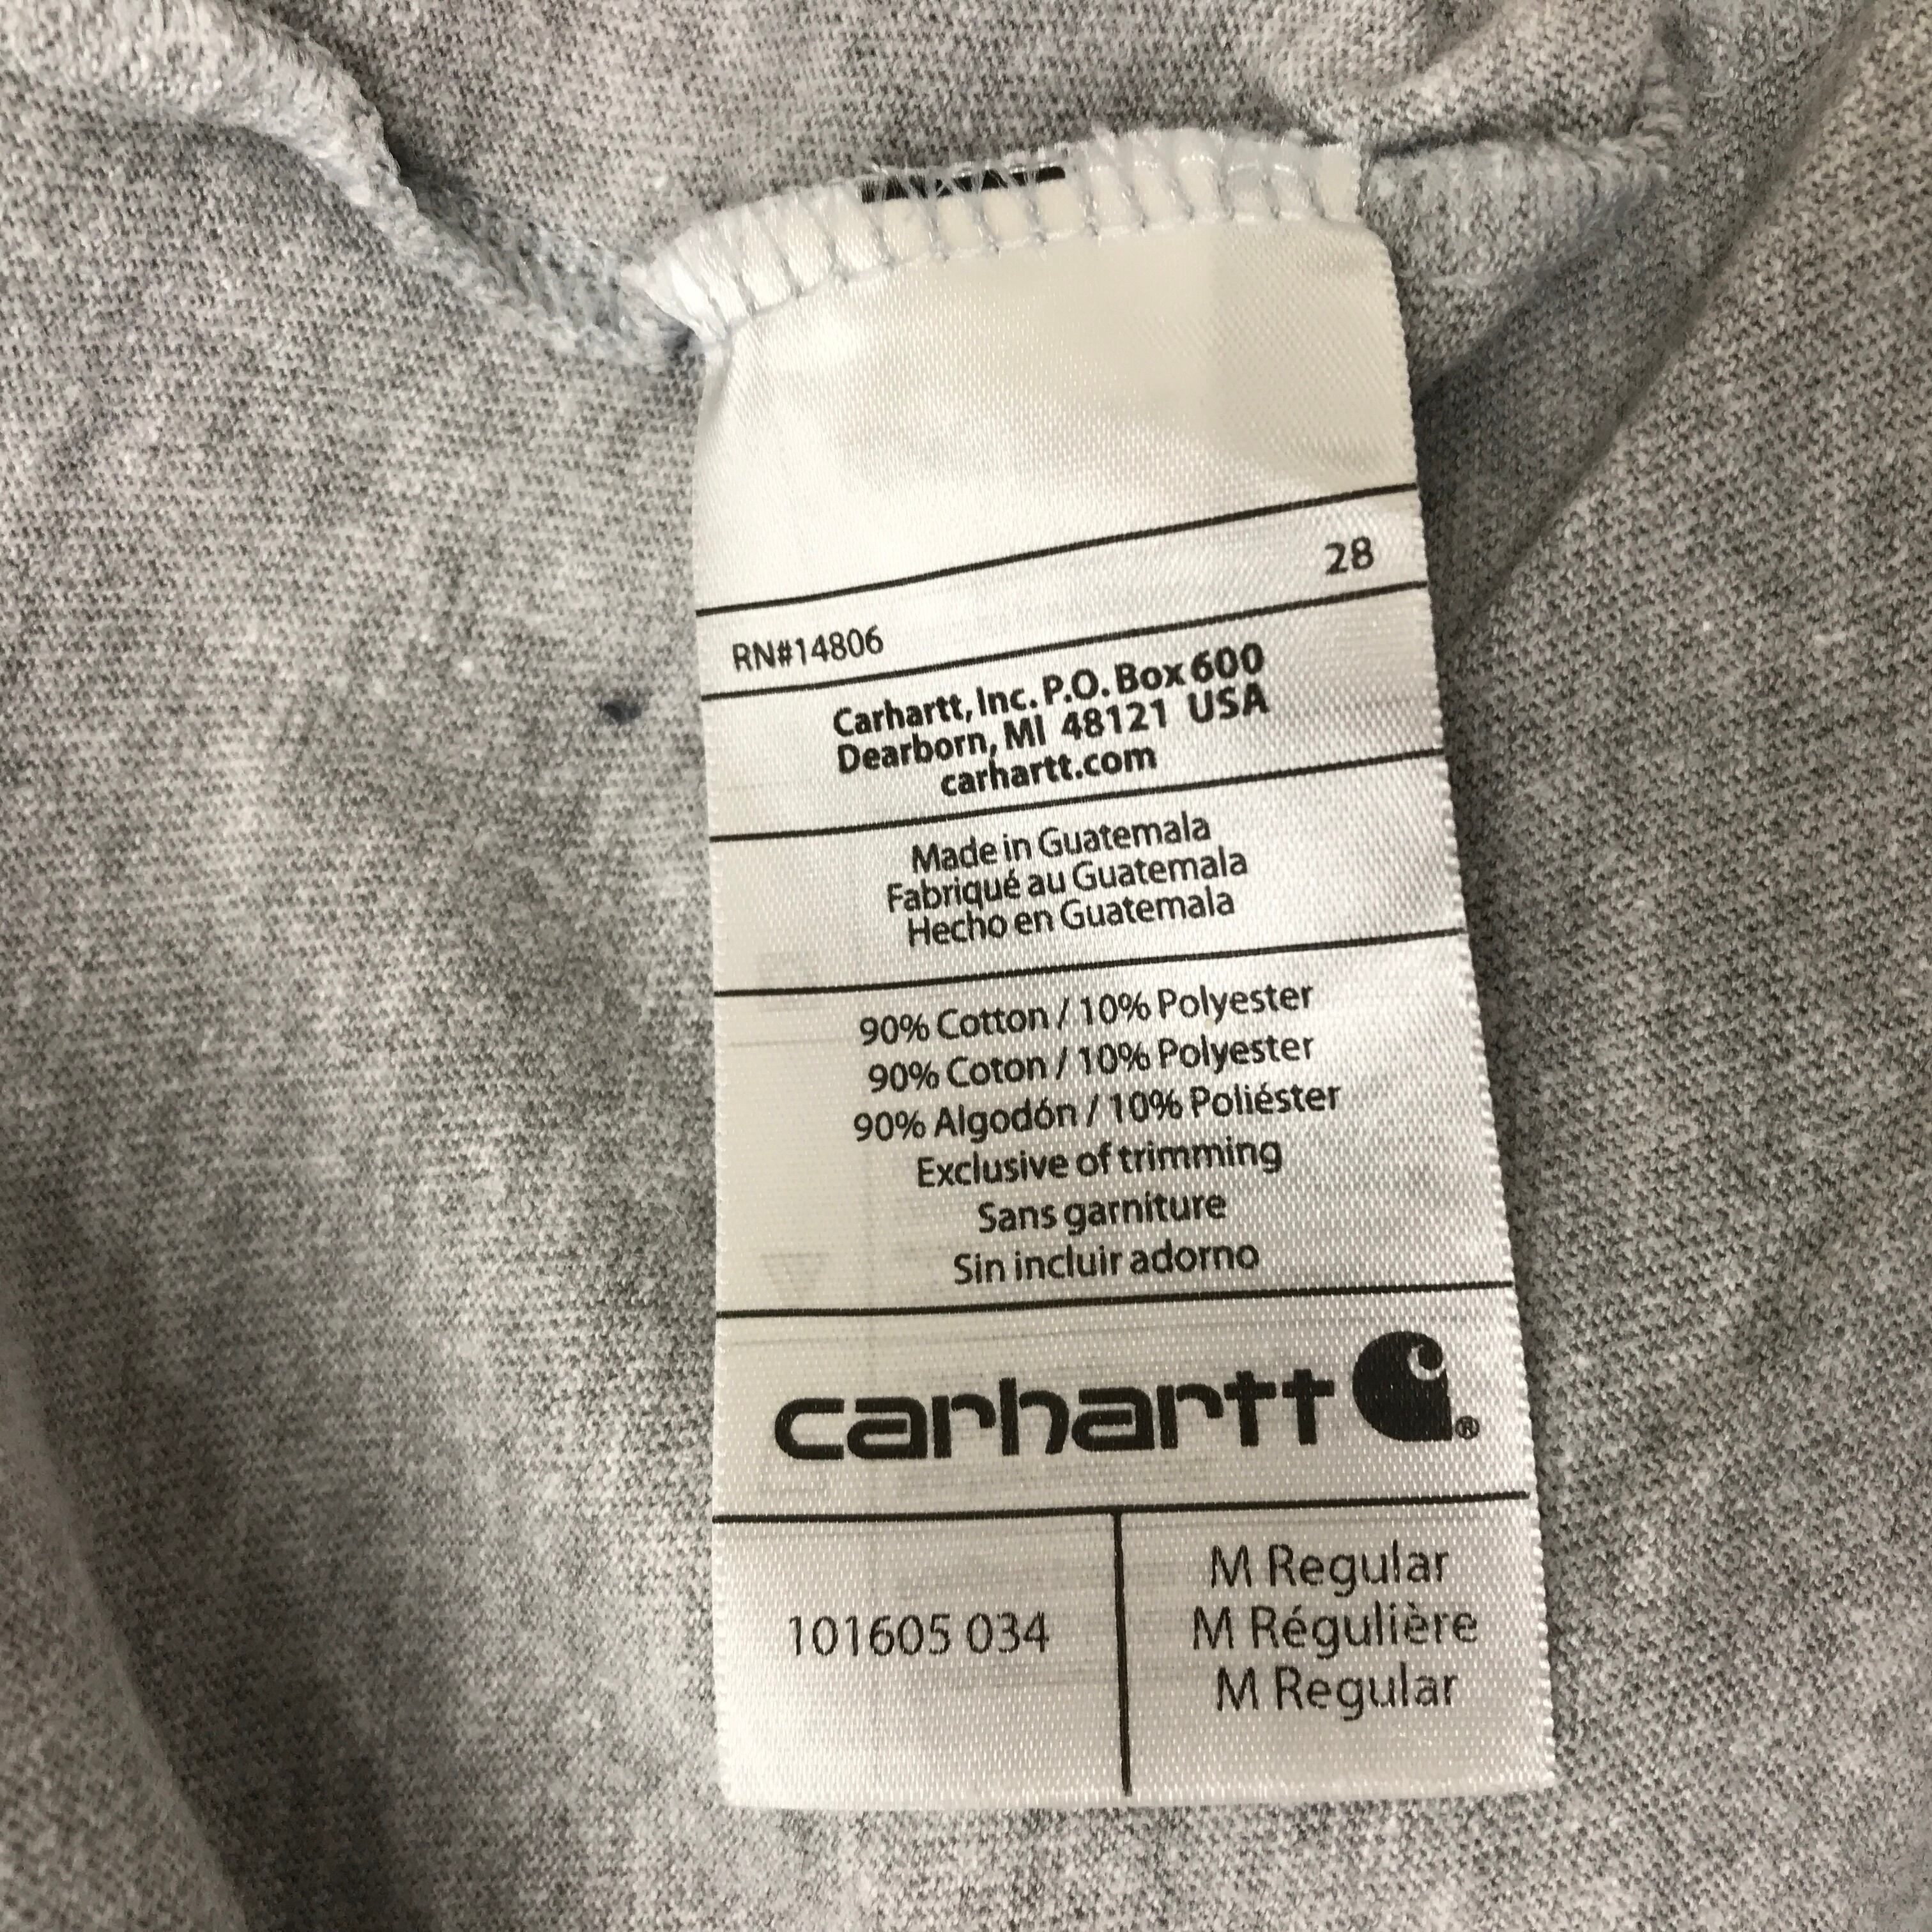 28
RN#14806
Carhartt, Inc. P.O. Box 600
Dearborn, MI 48121 USA
carhartt.com
Made in Guatemala
Fabriqué au Guatemala
Hecho en Guatemala
90% Cotton / 10% Polyester
90% Coton / 10% Polyester
90% Algodón / 10% Poliéster
Exclusive of trimming
Sans garniture
Sin incluir adorno
carhartt ®
101605 034
M Regular
M Régulière
M Regular